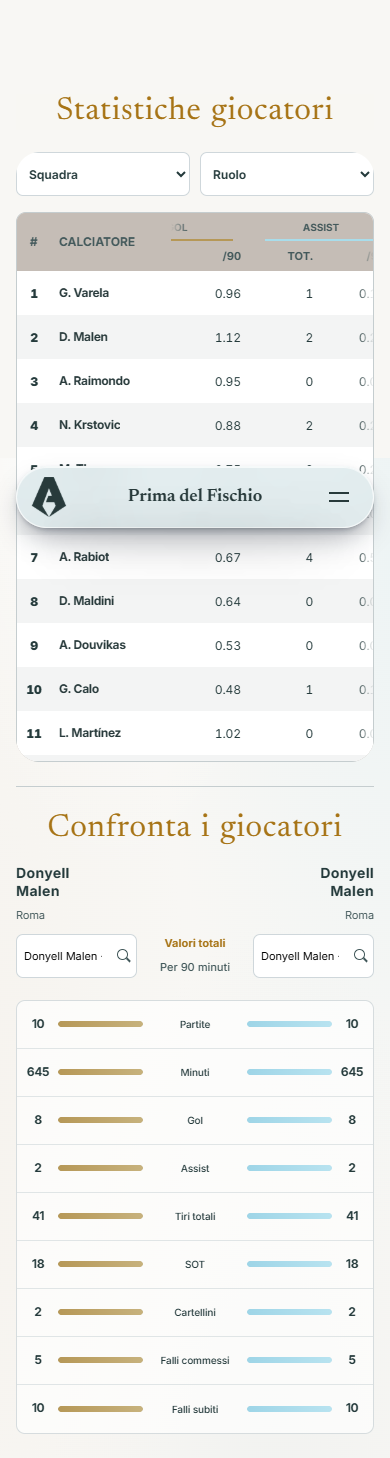 Statistiche giocatori
Squadra Ruolo
ASSIST
# CALCIATORE /90 TOT.
1 G. Varela 0.96 1
2 D. Malen 1.12 2
3 A. Raimondo 0.95 0
4 N. Krstovic 0.88 2
Prima del Fischio
7 A. Rabiot 0.67 4
8 D. Maldini 0.64 0
9 A. Douvikas 0.53 0
10 G. Calo 0.48 1
11 L. Martínez 1.02 0
Confronta i giocatori
Donyell Malen
Roma
Donyell Malen
Roma
Donyell Malen
Valori totali
Per 90 minuti
Donyell Malen
10 Partite 10
645 Minuti 645
8 Gol 8
2 Assist 2
41 Tiri totali 41
18 SOT 18
2 Cartellini 2
5 Falli commessi 5
10 Falli subiti 10